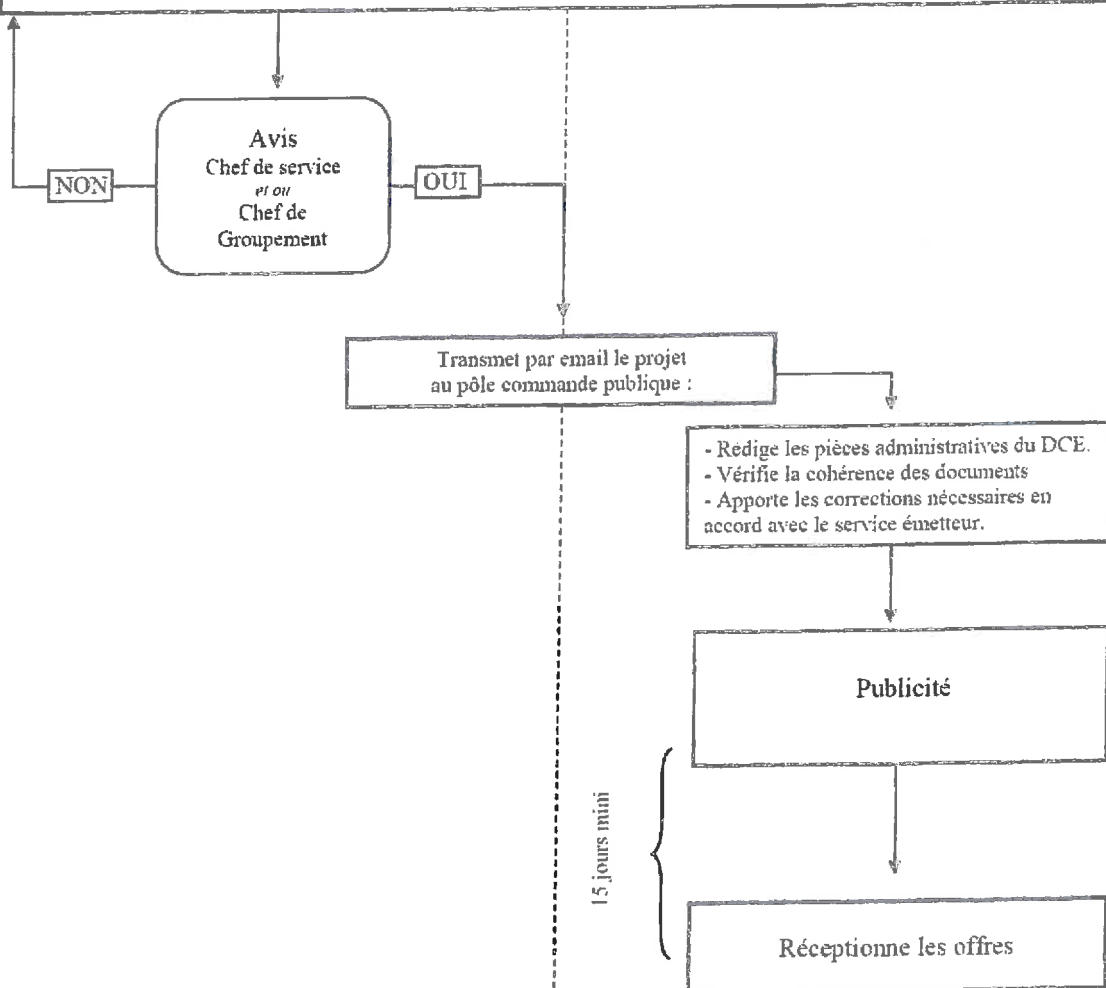 Avis
Chef de service
et ou
Chef de
Groupement
NON
OUI
Transmet par email le projet
au pôle commande publique :
- Rédige les pièces administratives du DCE.
- Vérifie la cohérence des documents
- Apporte les corrections nécessaires en
accord avec le service émetteur.
Publicité
15 jours mini
Réceptionne les offres